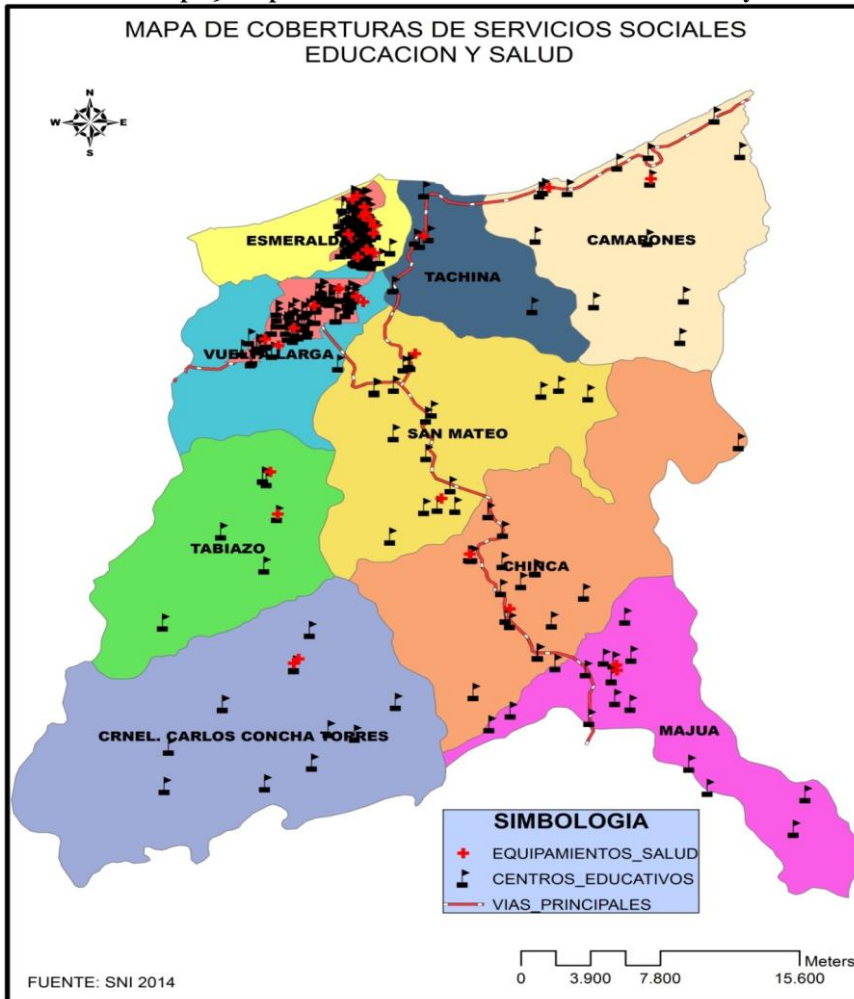 MAPA DE COBERTURAS DE SERVICIOS SOCIALES
EDUCACION Y SALUD
N
W E
S
ESMERALDA
CAMARONES
TACHINA
VUELTA LARGA
SAN MATEO
TABIAZO
CHINCA
CRNEL. CARLOS CONCHA TORRES
MAJUA
SIMBOLOGIA
EQUIPAMIENTOS_SALUD
CENTROS_EDUCATIVOS
VIAS_PRINCIPALES
Meters
0 3.900 7.800 15.600
FUENTE: SNI 2014